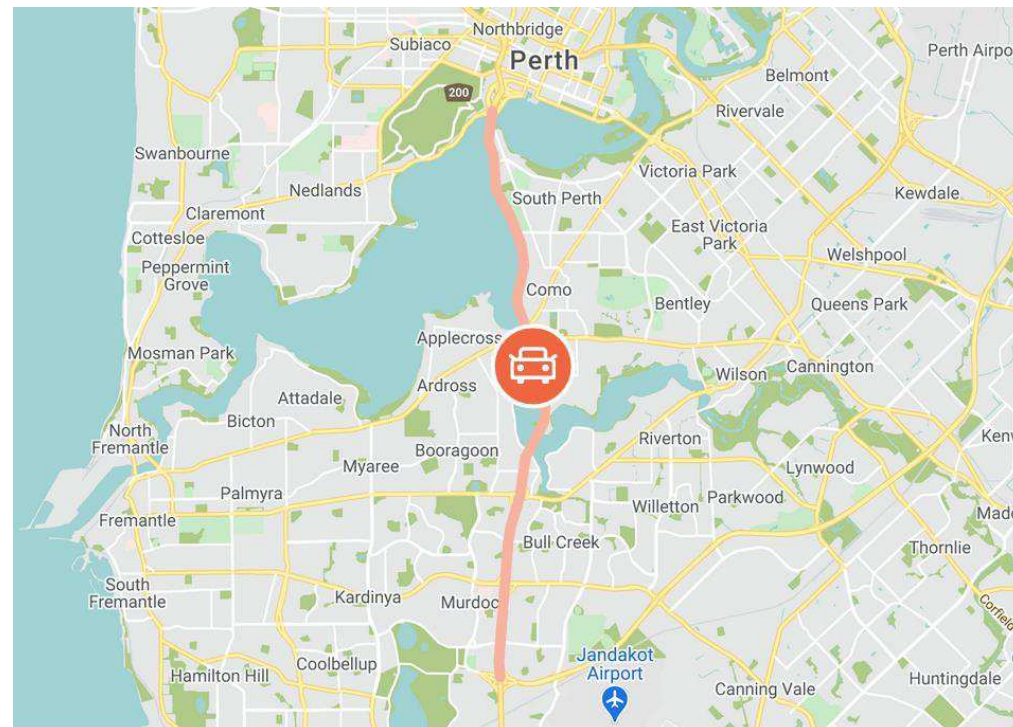 Northbridge
Subiaco
Perth
Perth Airpo
Belmont
200
Rivervale
Swanbourne
Victoria Park
Nedlands
Kewdale
South Perth
Claremont
East Victoria
Park
Cottesloe
Welshpool
Peppermint
Grove
Como
Bentley
Queens Park
Applecross
Mosman Park
Wilson
Cannington
Ardross
Attadale
Bicton
North
Fremantle
Riverton
Kenw
Booragoon
Myaree
Lynwood
Palmyra
Willetton
Parkwood
Fremantle
Mado
Bull Creek
Thornlie
South
Fremantle
Kardinya
Murdoc
Corfield
Jandakot
Airport
Coolbellup
Hamilton Hill
Canning Vale
Huntingdale